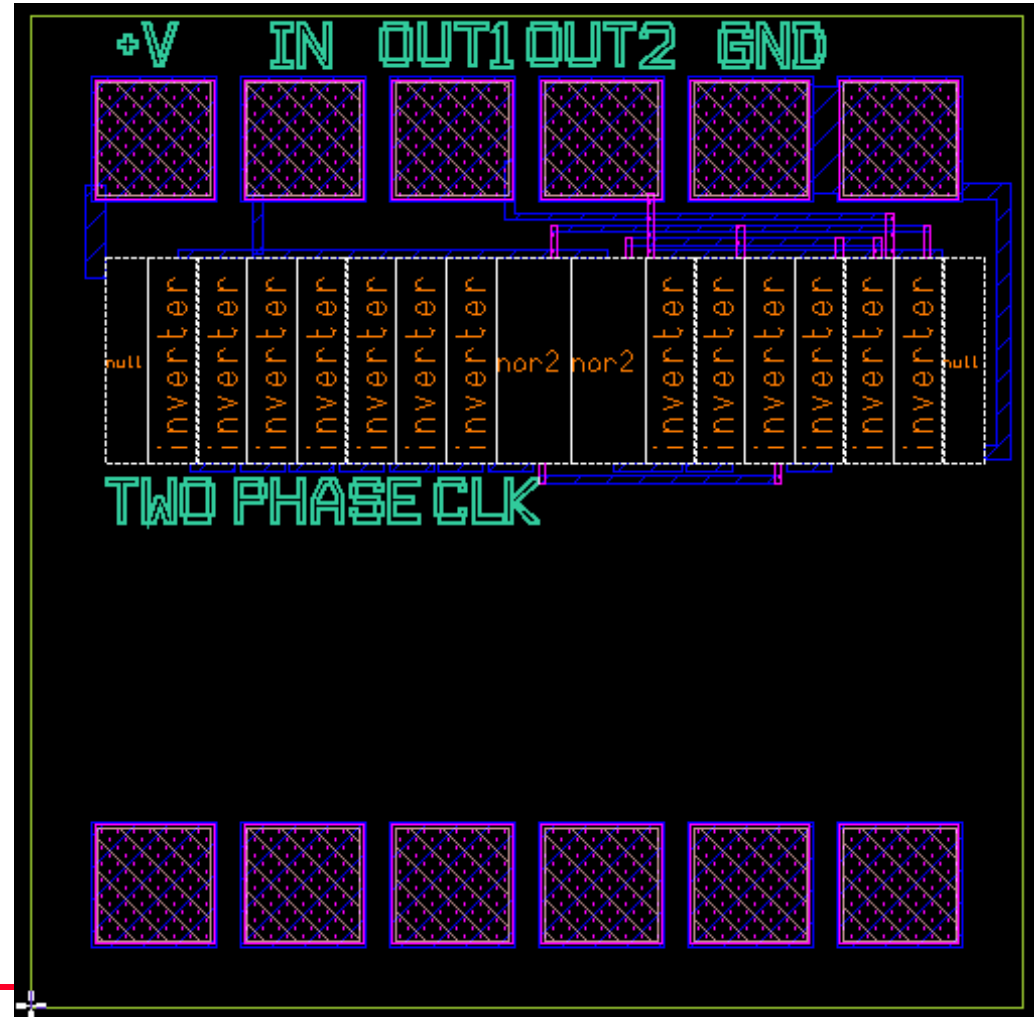 +V IN OUT1 OUT2 GND
null inverter inverter inverter inverter inverter inverter inverter nor2 nor2 inverter inverter inverter inverter inverter inverter null
TWO PHASE CLK